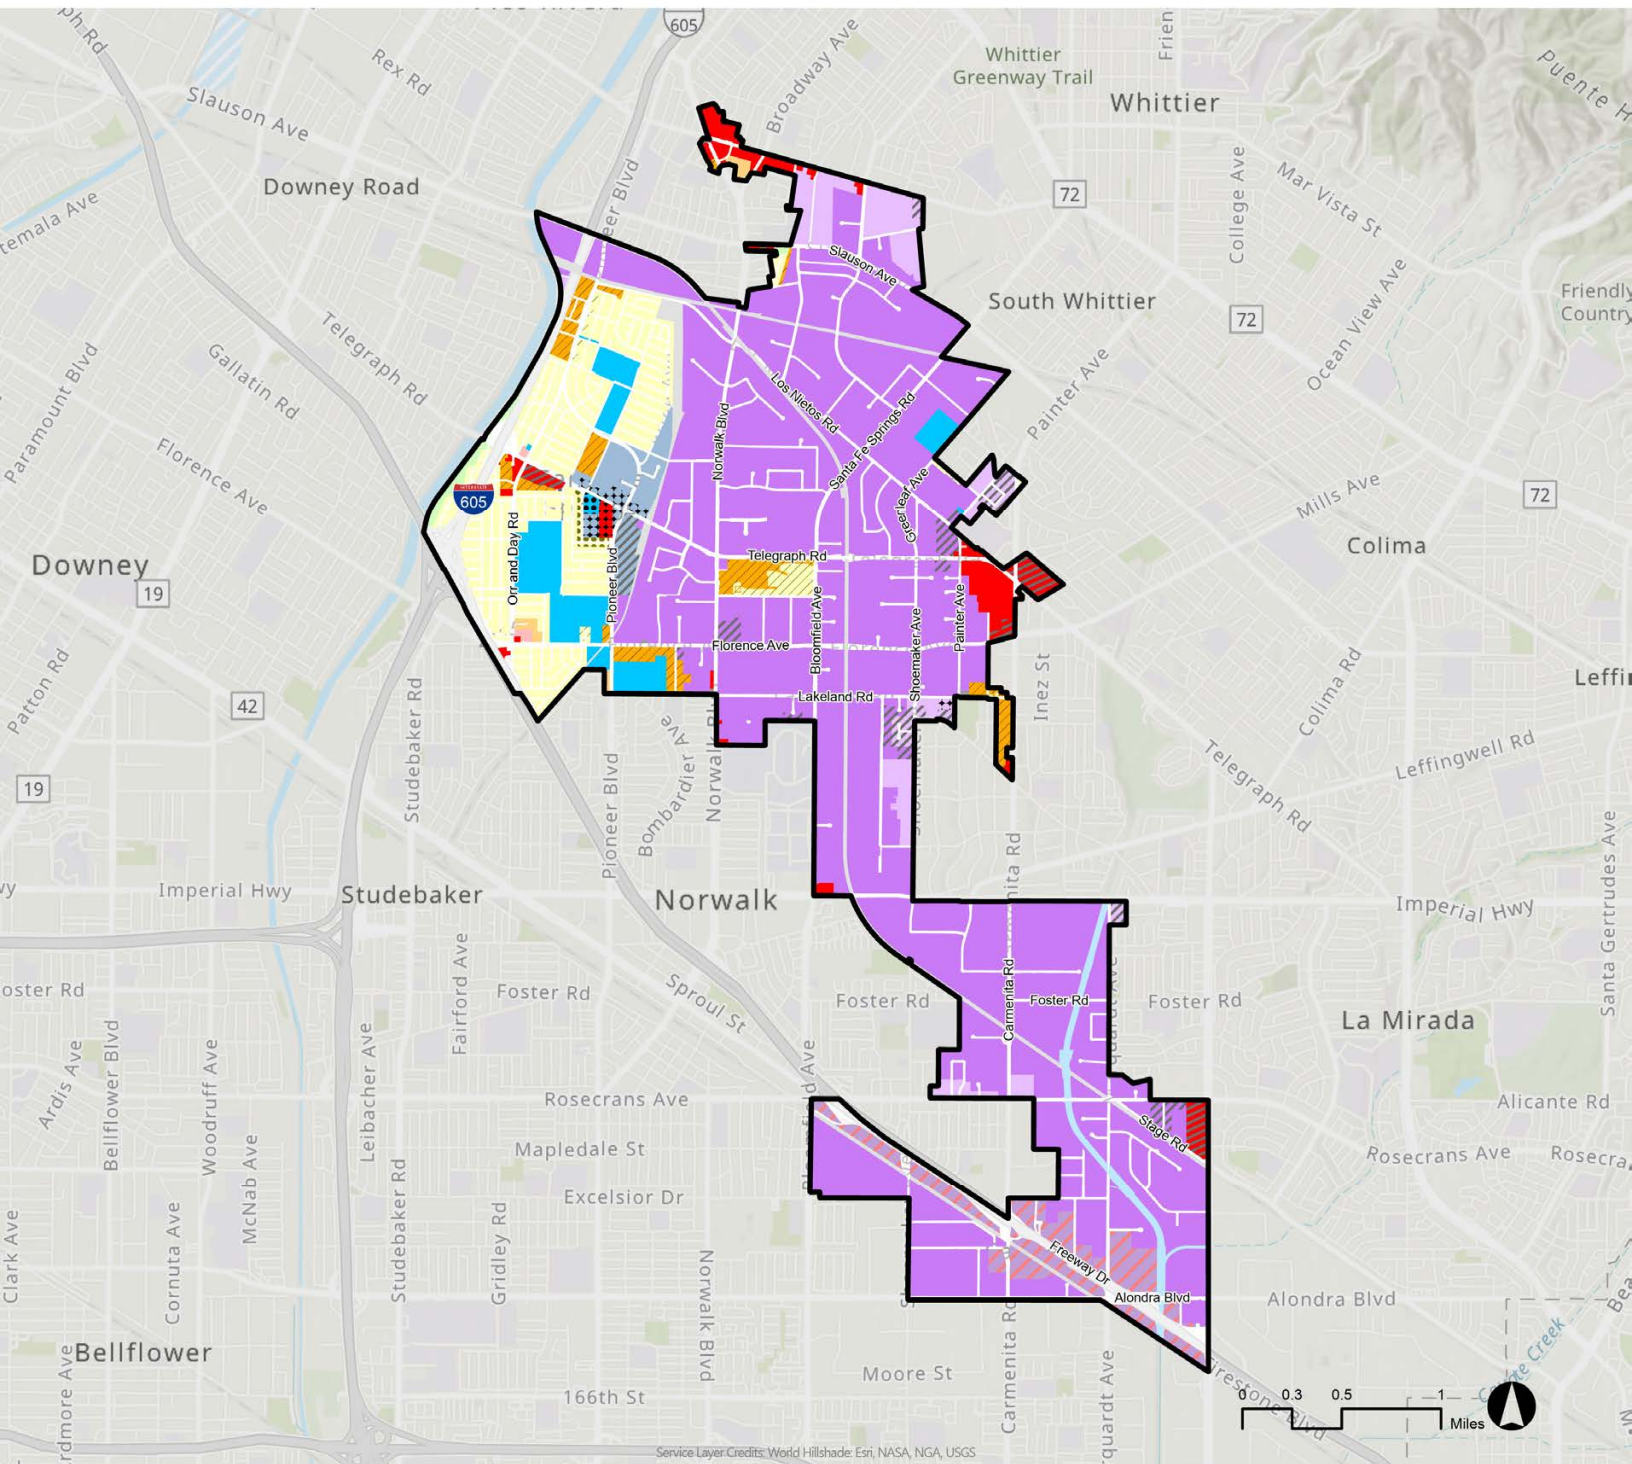 605
Rex Rd
Broadway Ave
Whittier
Greenway Trail
Whittier
Slauson Ave
Downey Road
72
College Ave
Mar Vista St
Slauson Ave
South Whittier
Ocean View Ave
Friendly
Country
72
Telegraph Rd
Gallatin Rd
Paramount Blvd
Painter Ave
Los Nietos Rd
Santa Fe Springs Rd
Norwalk Blvd
Florence Ave
Greenleaf Ave
Mills Ave
72
INTERSTATE
605
Orr and Day Rd
Pioneer Blvd
Telegraph Rd
Colima
Downey
19
Bloomfield Ave
Shoemaker Ave
Painter Ave
Florence Ave
Lakeland Rd
Inez St
Colima Rd
Patton Rd
42
Studebaker Rd
Pioneer Blvd
Bombardier Ave
Telegraph Rd
Leffingwell Rd
19
Imperial Hwy
Studebaker
Norwalk
Imperial Hwy
Santa Gertrudes Ave
Foster Rd
Fairford Ave
Sproul St
Foster Rd
Carmenita Rd
Foster Rd
Foster Rd
La Mirada
Ardis Ave
Bellflower Blvd
Woodruff Ave
Leibacher Ave
Rosecrans Ave
Alicante Rd
Mapledale St
Stage Rd
Rosecrans Ave
Excelsior Dr
Clark Ave
McNab Ave
Cornuta Ave
Studebaker Rd
Gridley Rd
Norwalk Blvd
Freeway Dr
Alondra Blvd
Alondra Blvd
Bellflower
Moore St
166th St
Carmenita Rd
Coyote Creek
0 0.3 0.5 1
Miles
Service Layer Credits: World Hillshade: Esri, NASA, NGA, USGS